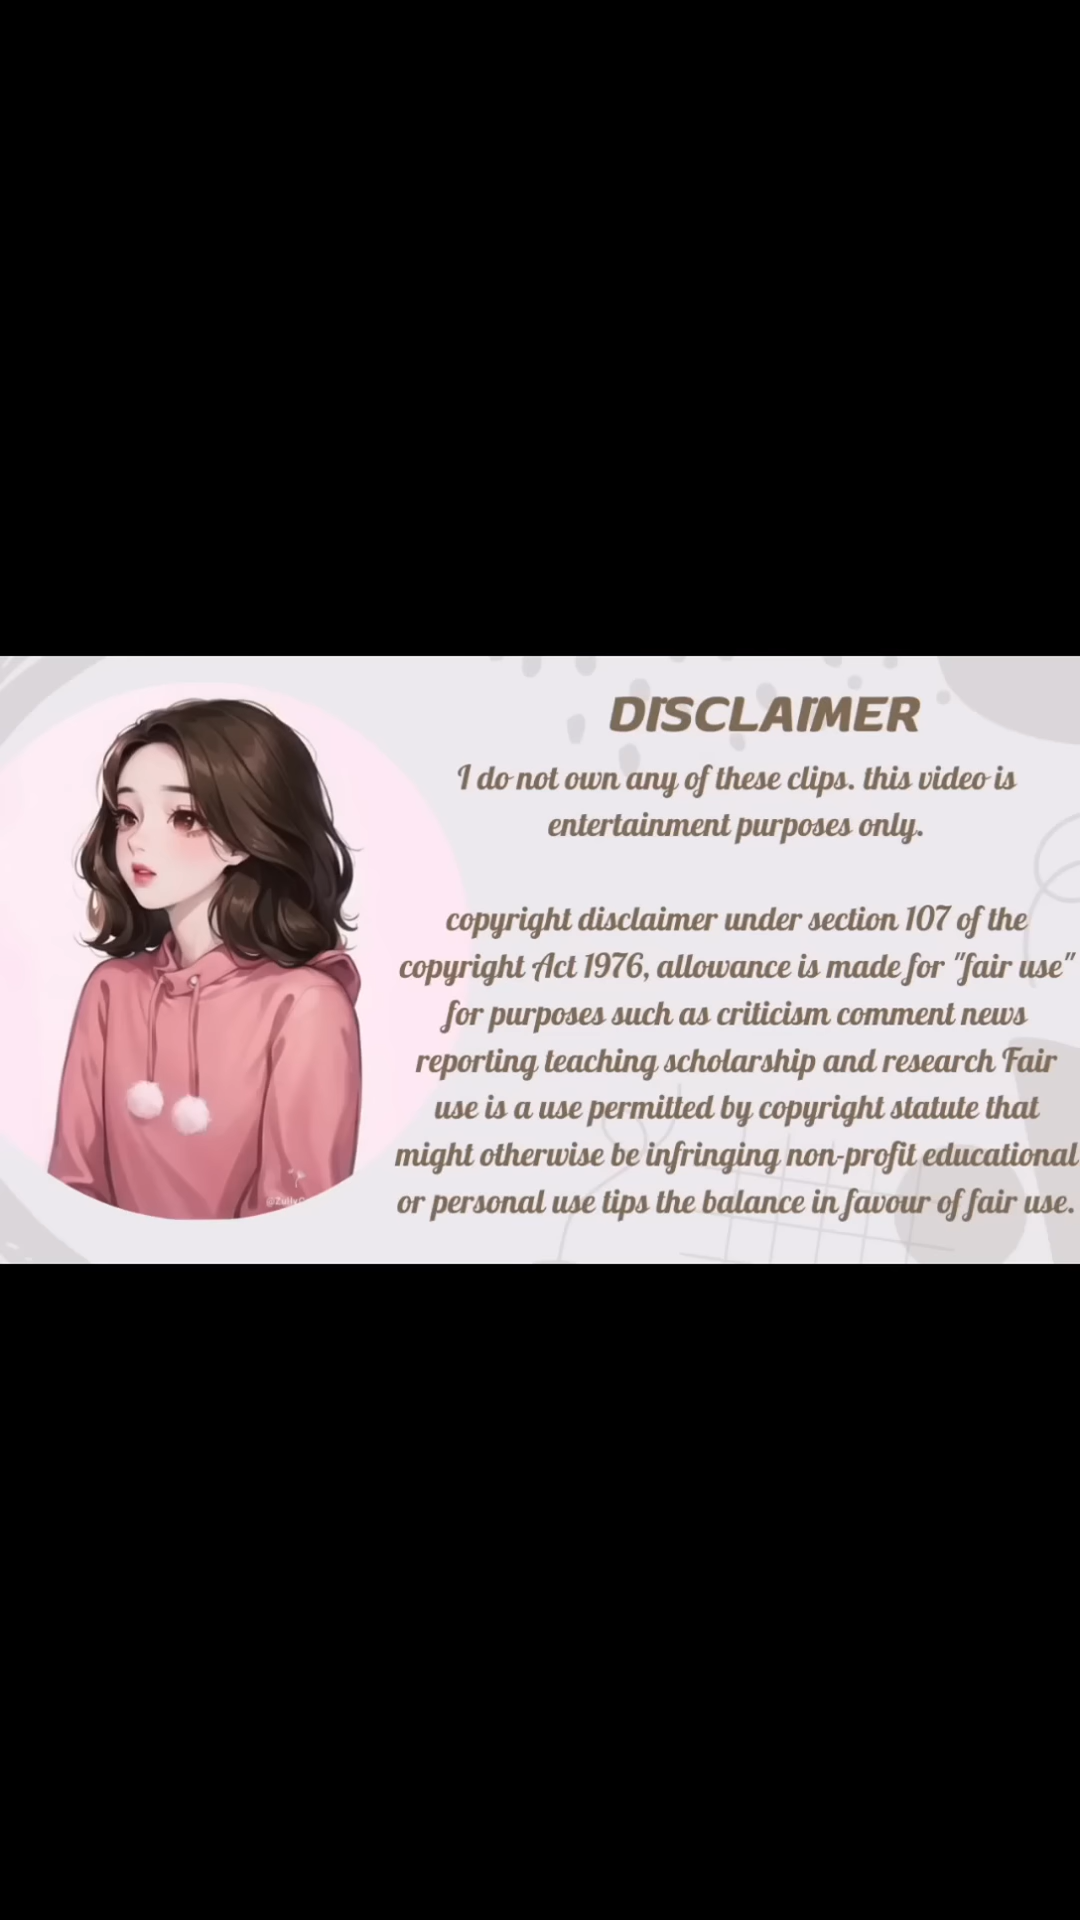 DISCLAIMER
I do not own any of these clips. this video is
entertainment purposes only.
copyright disclaimer under section 107 of the
copyright Act 1976, allowance is made for "fair use"
for purposes such as criticism comment news
reporting teaching scholarship and research Fair
use is a use permitted by copyright statute that
might otherwise be infringing non-profit educational
or personal use tips the balance in favour of fair use.